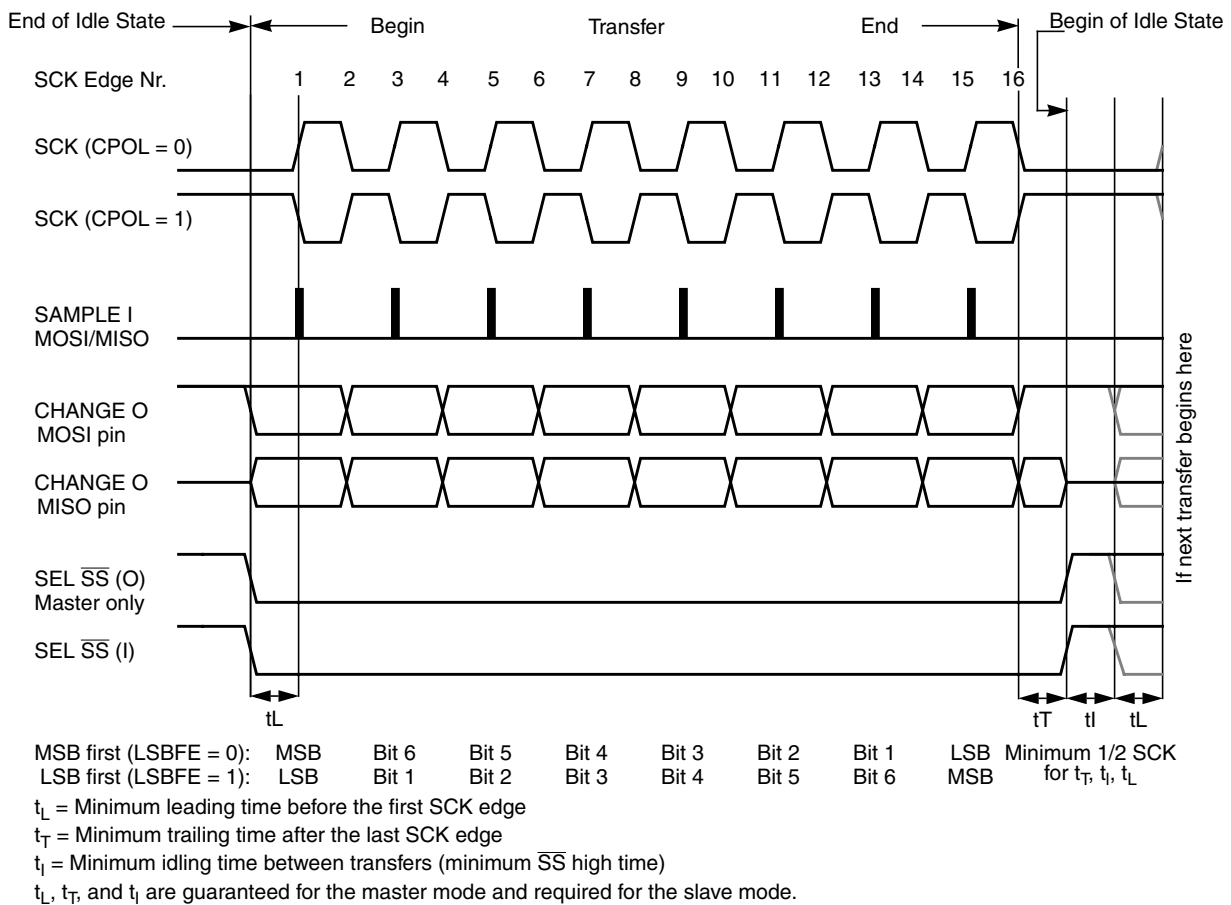 End of Idle State Begin Transfer End Begin of Idle State
SCK Edge Nr. 1 2 3 4 5 6 7 8 9 10 11 12 13 14 15 16
SCK (CPOL = 0)
SCK (CPOL = 1)
SAMPLE I
MOSI/MISO
CHANGE O
MOSI pin
CHANGE O
MISO pin
SEL S̅S̅ (O)
Master only
SEL S̅S̅ (I)
If next transfer begins here
tL tT tI tL
MSB first (LSBFE = 0): MSB Bit 6 Bit 5 Bit 4 Bit 3 Bit 2 Bit 1 LSB Minimum 1/2 SCK
LSB first (LSBFE = 1): LSB Bit 1 Bit 2 Bit 3 Bit 4 Bit 5 Bit 6 MSB for tT, tI, tL
tL = Minimum leading time before the first SCK edge
tT = Minimum trailing time after the last SCK edge
tI = Minimum idling time between transfers (minimum S̅S̅ high time)
tL, tT, and tI are guaranteed for the master mode and required for the slave mode.